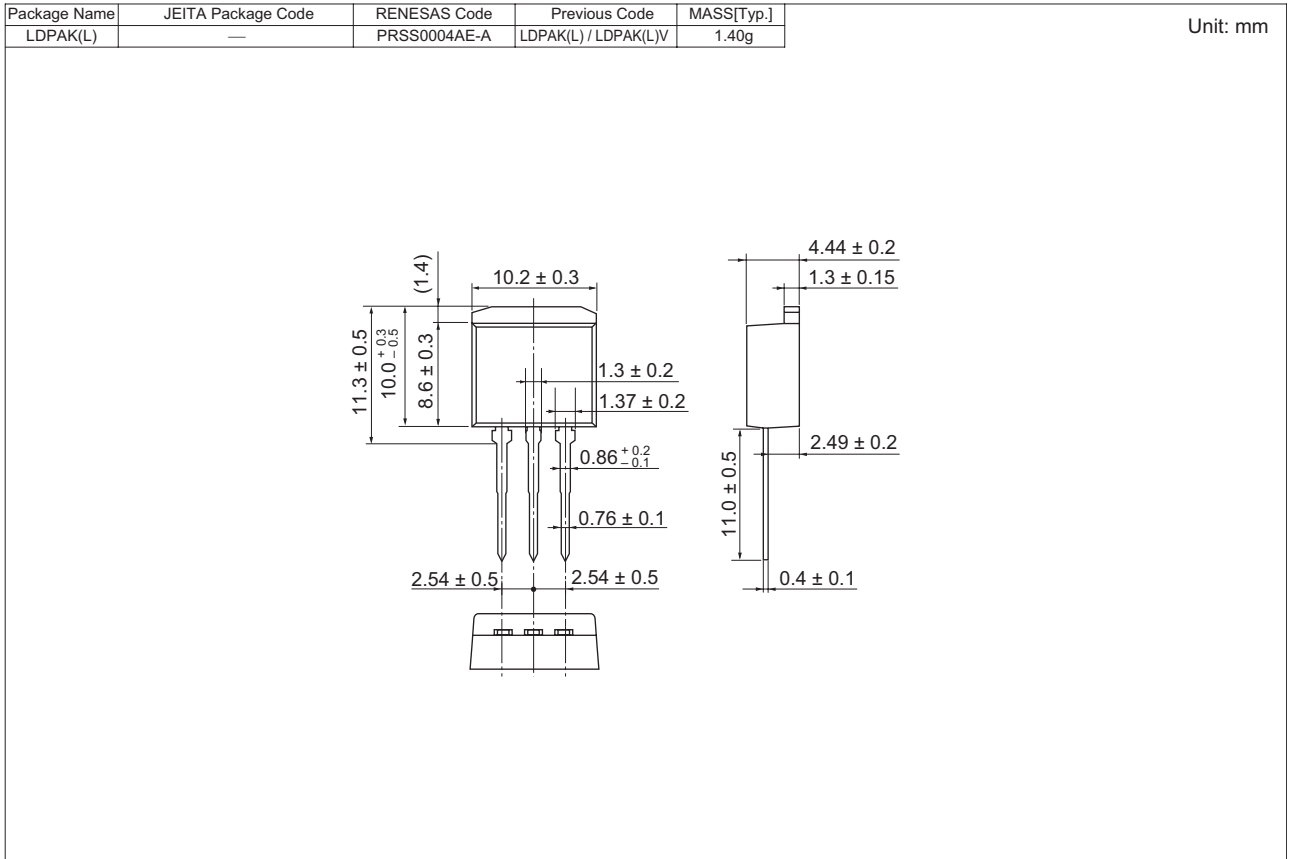 Package Name JEITA Package Code RENESAS Code Previous Code MASS[Typ.]
LDPAK(L) — PRSS0004AE-A LDPAK(L) / LDPAK(L)V 1.40g
Unit: mm
4.44 ± 0.2
(1.4)
10.2 ± 0.3
1.3 ± 0.15
11.3 ± 0.5
10.0 + 0.3 – 0.5
8.6 ± 0.3
1.3 ± 0.2
1.37 ± 0.2
2.49 ± 0.2
0.86 + 0.2 – 0.1
11.0 ± 0.5
0.76 ± 0.1
2.54 ± 0.5
2.54 ± 0.5
0.4 ± 0.1